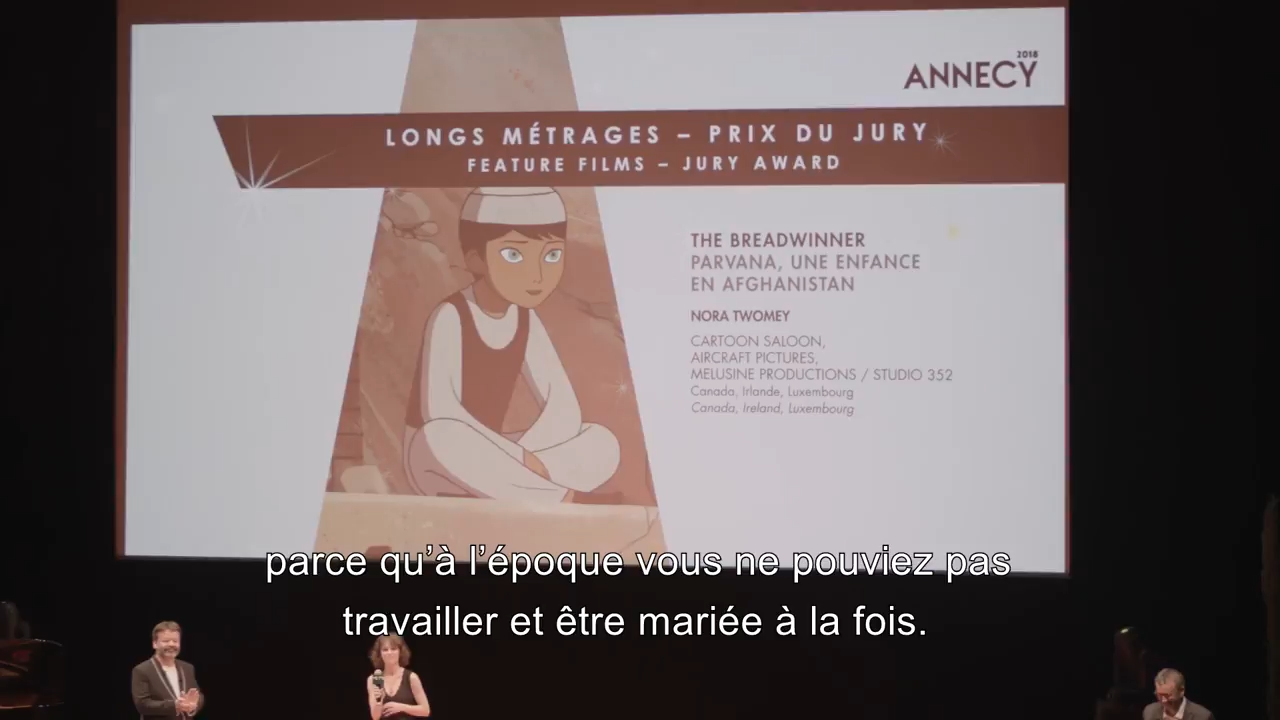 2018
ANNECY
LONGS MÉTRAGES – PRIX DU JURY
FEATURE FILMS – JURY AWARD
THE BREADWINNER
PARVANA, UNE ENFANCE
EN AFGHANISTAN
NORA TWOMEY
CARTOON SALOON,
AIRCRAFT PICTURES,
MELUSINE PRODUCTIONS / STUDIO 352
Canada, Irlande, Luxembourg
Canada, Ireland, Luxembourg
parce qu’à l’époque vous ne pouviez pas
travailler et être mariée à la fois.